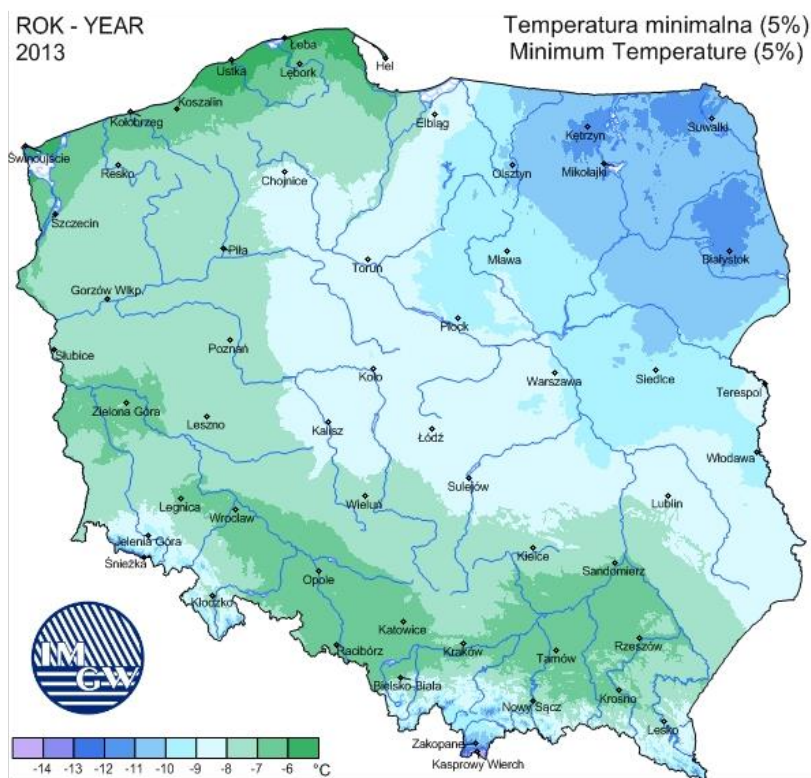 ROK - YEAR
2013
Temperatura minimalna (5%)
Minimum Temperature (5%)
Łeba
Ustka
Lębork
Hel
Koszalin
Kołobrzeg
Elbląg
Kętrzyn
Suwałki
Świnoujście
Resko
Chojnice
Olsztyn
Mikołajki
Szczecin
Piła
Toruń
Mława
Białystok
Gorzów Wlkp.
Płock
Słubice
Poznań
Koło
Warszawa
Siedlce
Terespol
Zielona Góra
Leszno
Kalisz
Łódź
Włodawa
Sulejów
Legnica
Wrocław
Wieluń
Lublin
Jelenia Góra
Śnieżka
Kielce
Opole
Sandomierz
Kłodzko
Katowice
Racibórz
Kraków
Tarnów
Rzeszów
Bielsko-Biała
Nowy Sącz
Krosno
Lesko
Zakopane
Kasprowy Wierch
IM
GW
-14 -13 -12 -11 -10 -9 -8 -7 -6 °C